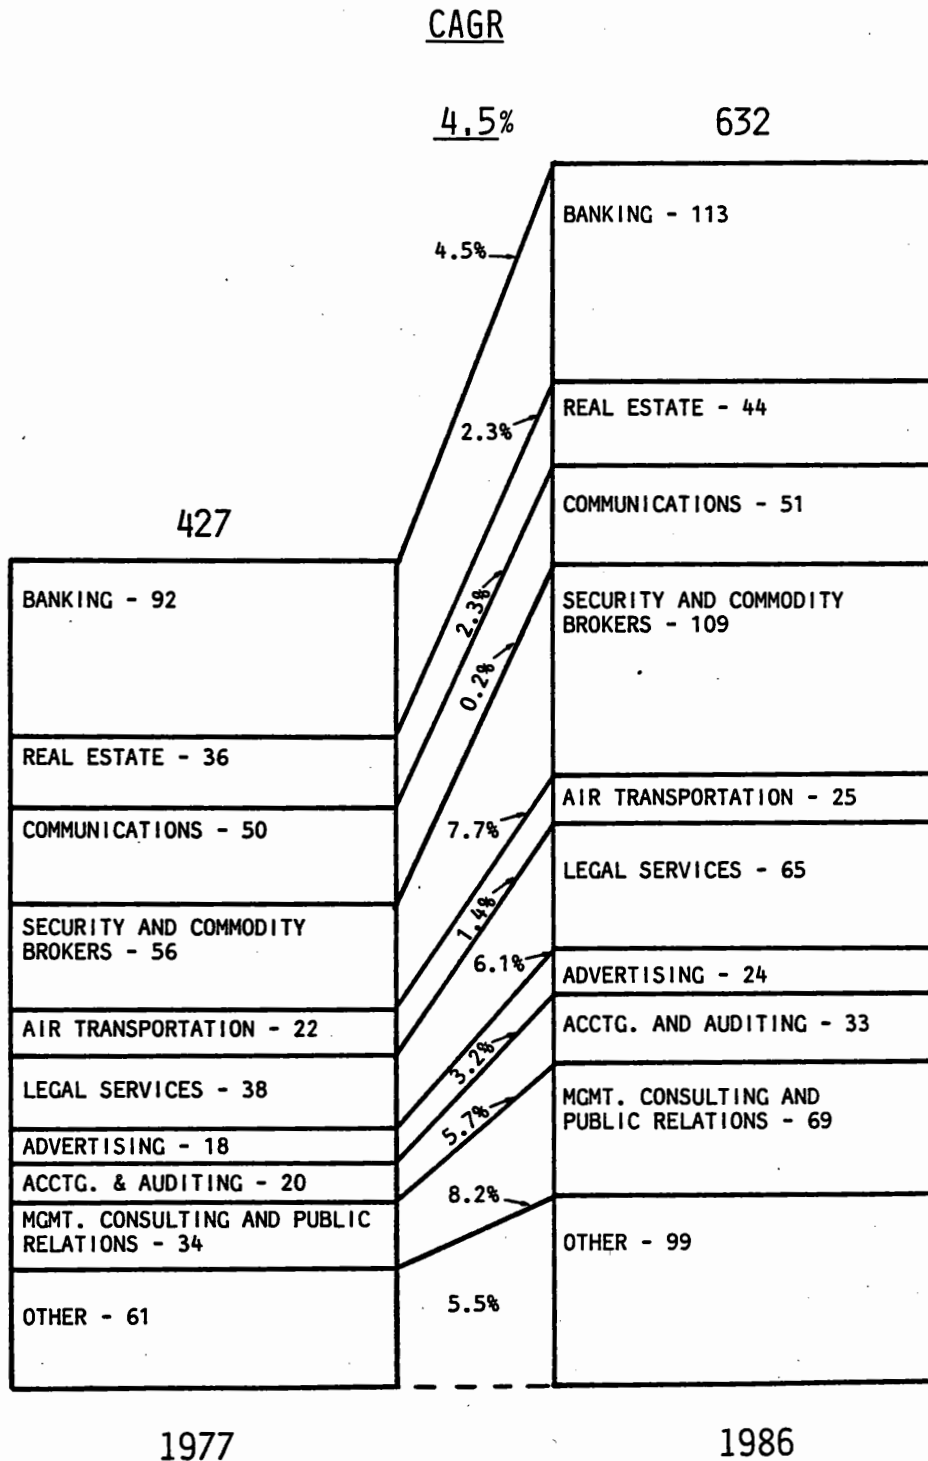 CAGR
4.5%
632
BANKING - 113
4.5%
REAL ESTATE - 44
2.3%
COMMUNICATIONS - 51
427
BANKING - 92
2.3%
SECURITY AND COMMODITY
BROKERS - 109
0.2%
REAL ESTATE - 36
AIR TRANSPORTATION - 25
COMMUNICATIONS - 50
7.7%
LEGAL SERVICES - 65
SECURITY AND COMMODITY
BROKERS - 56
1.4%
6.1%
ADVERTISING - 24
AIR TRANSPORTATION - 22
ACCTG. AND AUDITING - 33
3.2%
LEGAL SERVICES - 38
MGMT. CONSULTING AND
PUBLIC RELATIONS - 69
5.7%
ADVERTISING - 18
ACCTG. & AUDITING - 20
8.2%
MGMT. CONSULTING AND PUBLIC
RELATIONS - 34
OTHER - 99
5.5%
OTHER - 61
1977
1986